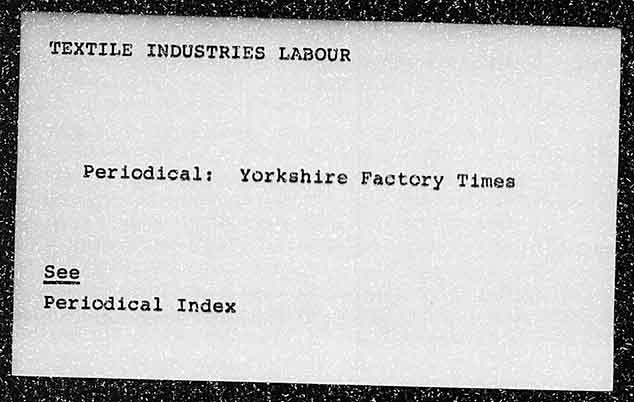 TEXTILE INDUSTRIES LABOUR
Periodical: Yorkshire Factory Times
See
Periodical Index